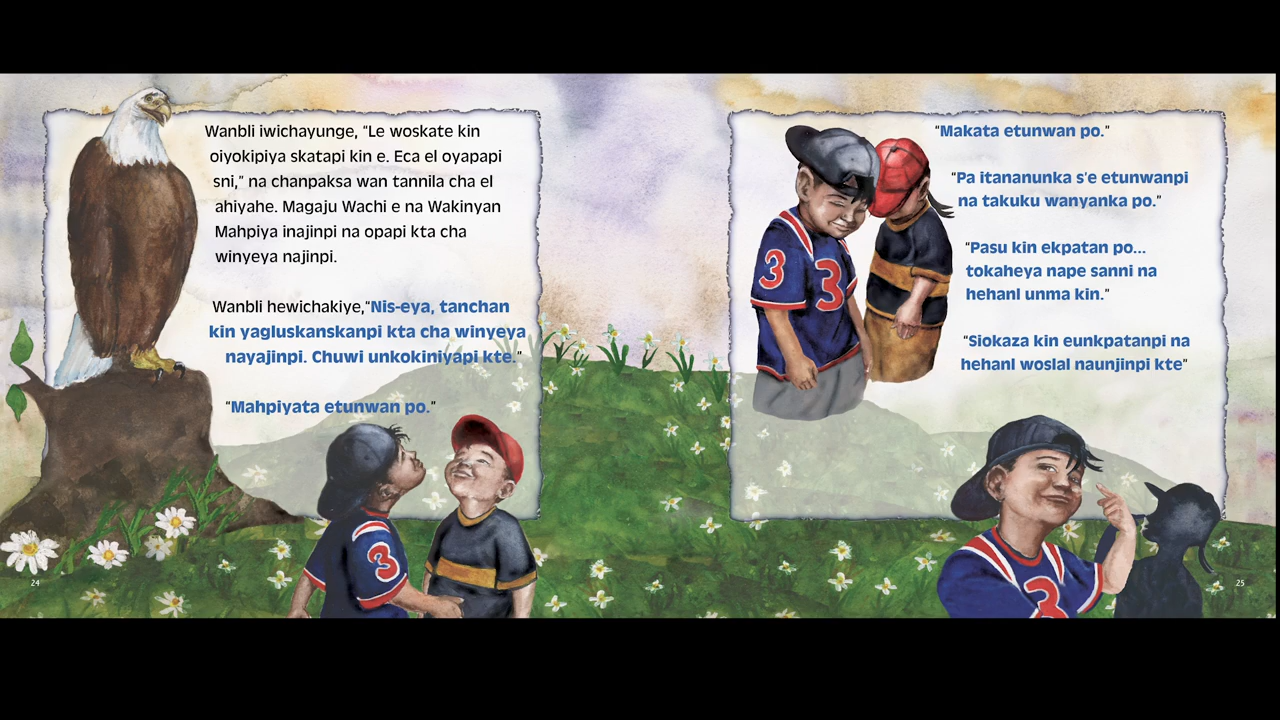 Wanbli iwichayunge, “Le woskate kin
oiyokipiya skatapi kin e. Eca el oyapapi
sni,” na chanpaksa wan tannila cha el
ahiyahe. Magaju Wachi e na Wakinyan
Mahpiya inajinpi na opapi kta cha
winyeya najinpi.
Wanbli hewichakiye,“Nis-eya, tanchan
kin yagluskanskanpi kta cha winyeya
nayajinpi. Chuwi unkokiniyapi kte.”
“Mahpiyata etunwan po.”
3
24
“Makata etunwan po.”
“Pa itananunka s’e etunwanpi
na takuku wanyanka po.”
“Pasu kin ekpatan po...
tokaheya nape sanni na
hehanl unma kin.”
“Siokaza kin eunkpatanpi na
hehanl woslal naunjinpi kte”
3
3
3
25